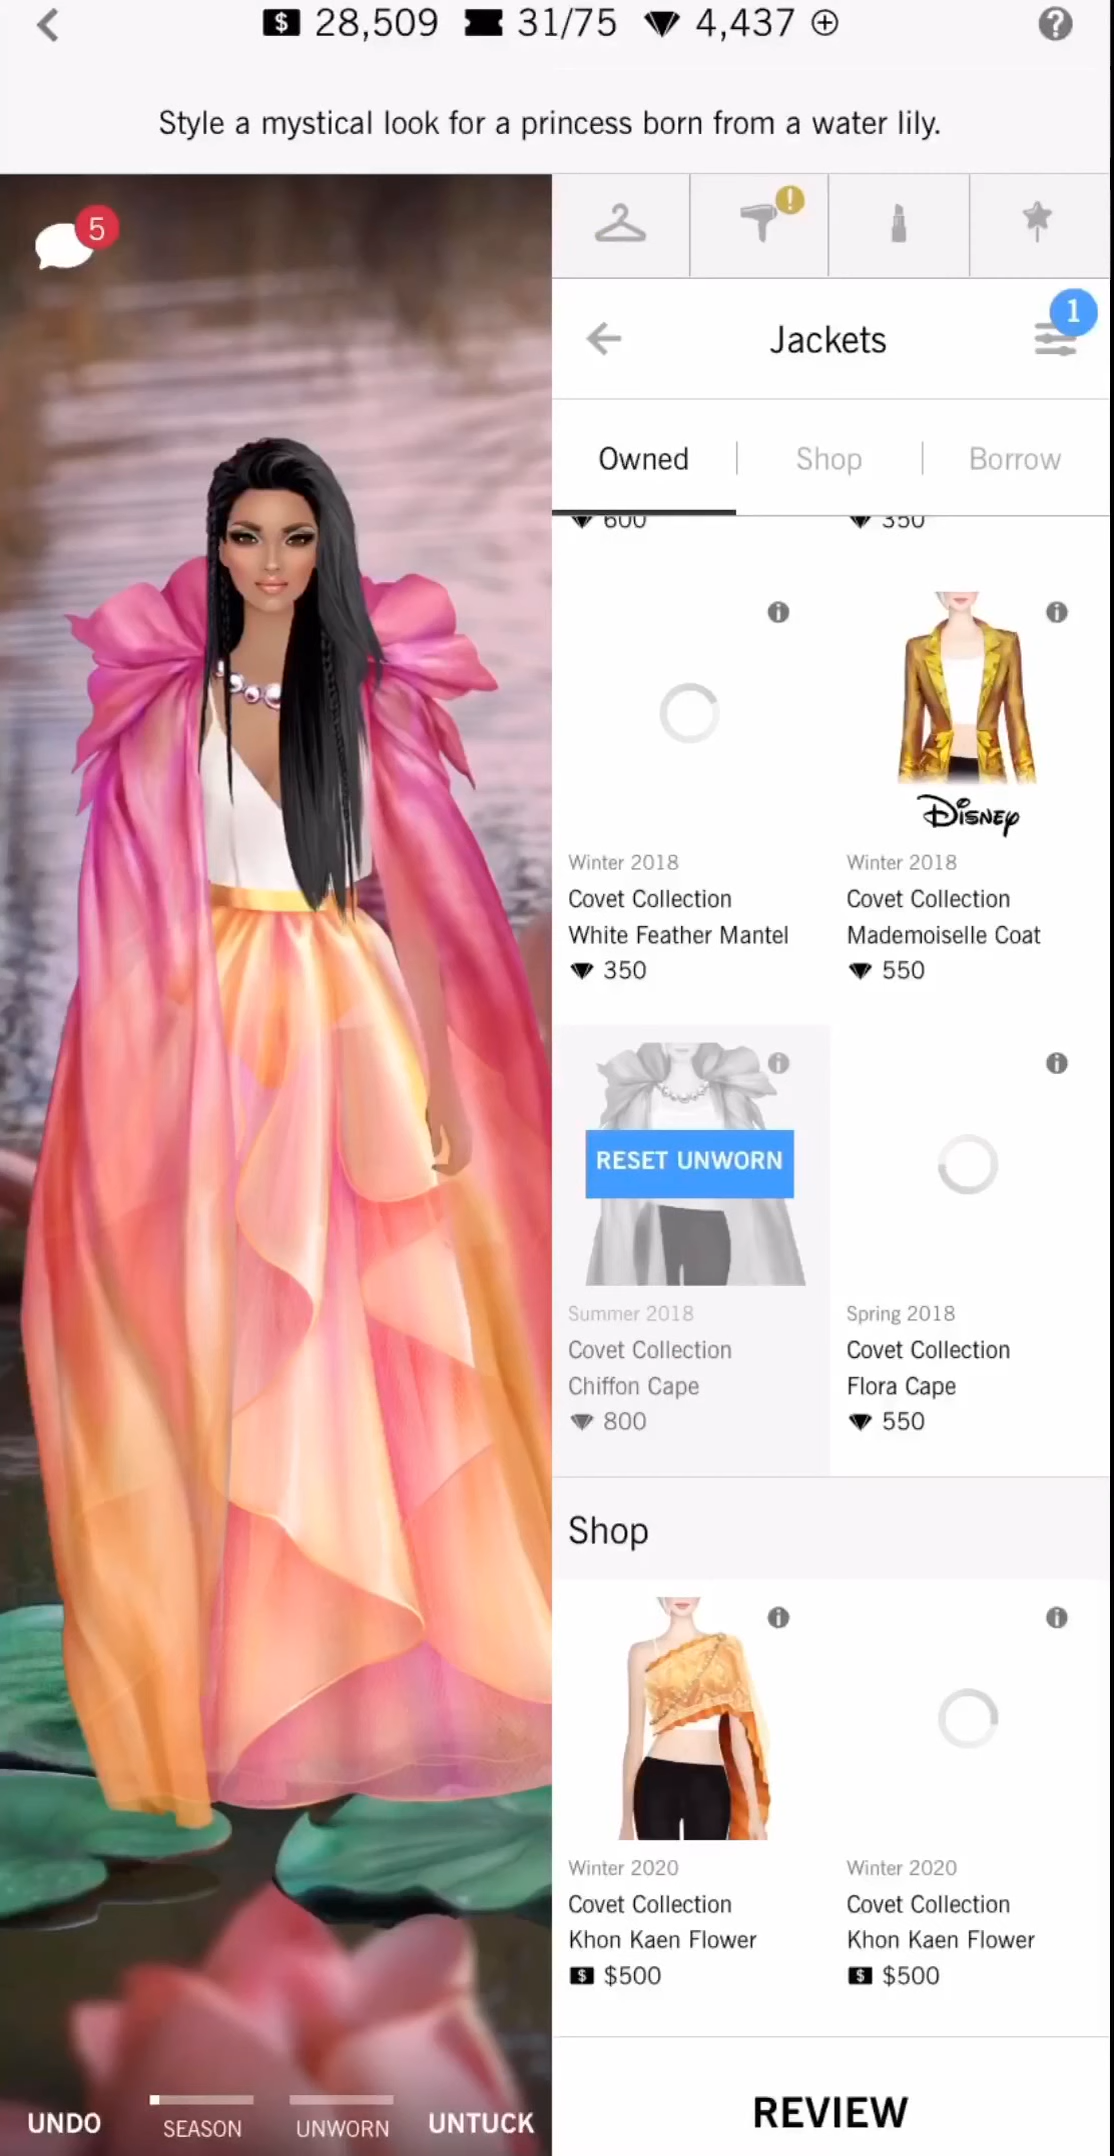 28,509 31/75 4,437
Style a mystical look for a princess born from a water lily.
5
!
1
Jackets
Owned Shop Borrow
600 350
Disney
Winter 2018 Winter 2018
Covet Collection Covet Collection
White Feather Mantel Mademoiselle Coat
350 550
RESET UNWORN
Summer 2018 Spring 2018
Covet Collection Covet Collection
Chiffon Cape Flora Cape
800 550
Shop
Winter 2020 Winter 2020
Covet Collection Covet Collection
Khon Kaen Flower Khon Kaen Flower
$500 $500
UNDO SEASON UNWORN UNTUCK
REVIEW